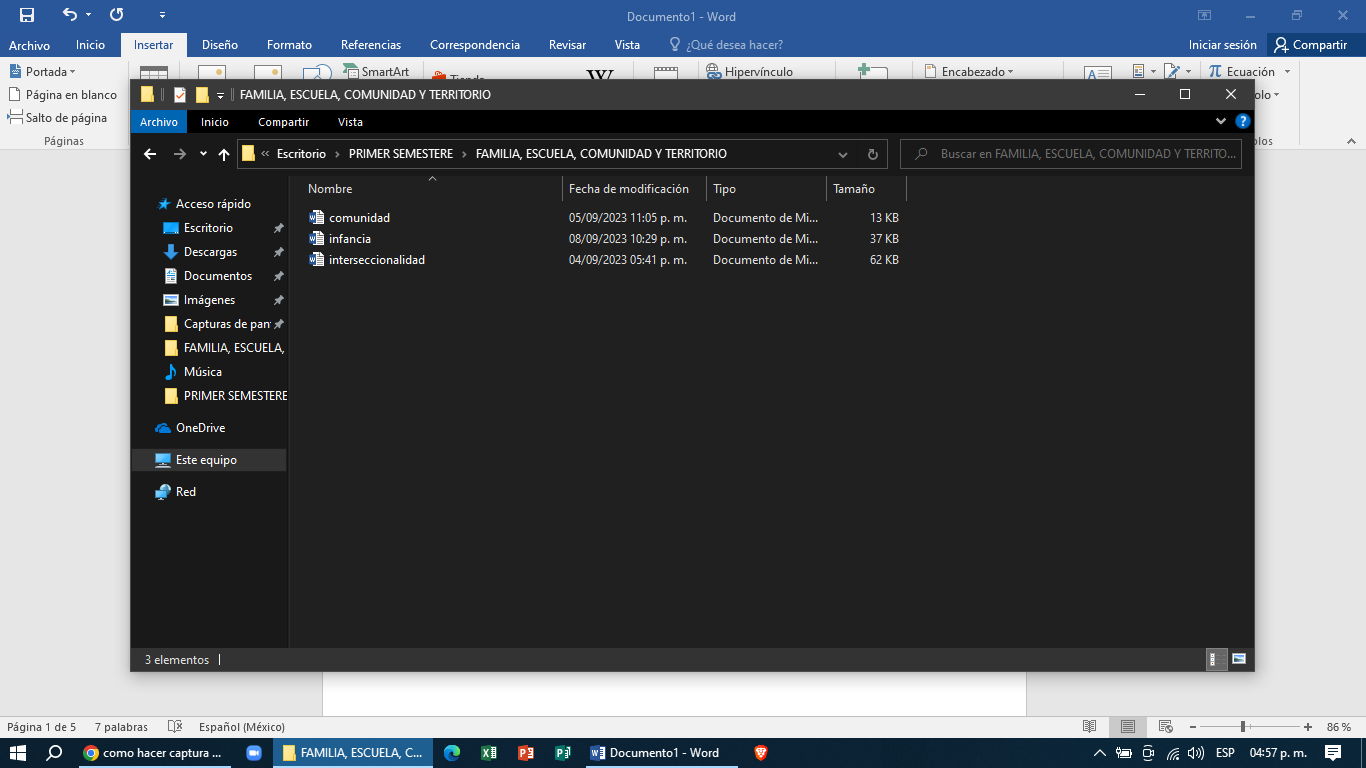 Documento1 - Word
Archivo Inicio Insertar Diseño Formato Referencias Correspondencia Revisar Vista ¿Qué desea hacer? Iniciar sesión Compartir
Portada SmartArt Tienda W Hipervínculo Encabezado A Ecuación
Página en blanco
Salto de página
Páginas
FAMILIA, ESCUELA, COMUNIDAD Y TERRITORIO
Archivo Inicio Compartir Vista
« Escritorio › PRIMER SEMESTERE › FAMILIA, ESCUELA, COMUNIDAD Y TERRITORIO
Buscar en FAMILIA, ESCUELA, COMUNIDAD Y TERRITO...
Nombre Fecha de modificación Tipo Tamaño
comunidad 05/09/2023 11:05 p. m. Documento de Mi... 13 KB
infancia 08/09/2023 10:29 p. m. Documento de Mi... 37 KB
interseccionalidad 04/09/2023 05:41 p. m. Documento de Mi... 62 KB
Acceso rápido
Escritorio
Descargas
Documentos
Imágenes
Capturas de pan
FAMILIA, ESCUELA,
Música
PRIMER SEMESTERE
OneDrive
Este equipo
Red
3 elementos
Página 1 de 5 7 palabras Español (México) 86 %
como hacer captura ... FAMILIA, ESCUELA, C... Documento1 - Word ESP 04:57 p. m.